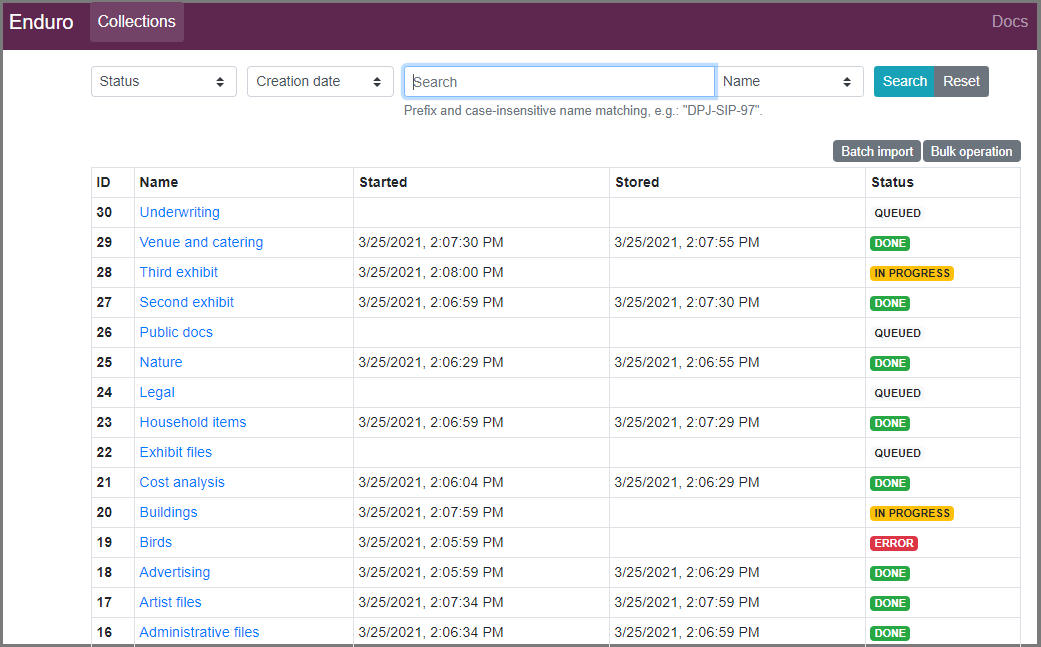 Enduro Collections Docs
Status Creation date Search Name Search Reset
Prefix and case-insensitive name matching, e.g.: "DPJ-SIP-97".
Batch import Bulk operation
ID Name Started Stored Status
30 Underwriting QUEUED
29 Venue and catering 3/25/2021, 2:07:30 PM 3/25/2021, 2:07:55 PM DONE
28 Third exhibit 3/25/2021, 2:08:00 PM IN PROGRESS
27 Second exhibit 3/25/2021, 2:06:59 PM 3/25/2021, 2:07:30 PM DONE
26 Public docs QUEUED
25 Nature 3/25/2021, 2:06:29 PM 3/25/2021, 2:06:55 PM DONE
24 Legal QUEUED
23 Household items 3/25/2021, 2:06:59 PM 3/25/2021, 2:07:29 PM DONE
22 Exhibit files QUEUED
21 Cost analysis 3/25/2021, 2:06:04 PM 3/25/2021, 2:06:29 PM DONE
20 Buildings 3/25/2021, 2:07:59 PM IN PROGRESS
19 Birds 3/25/2021, 2:05:59 PM ERROR
18 Advertising 3/25/2021, 2:05:59 PM 3/25/2021, 2:06:29 PM DONE
17 Artist files 3/25/2021, 2:07:34 PM 3/25/2021, 2:07:59 PM DONE
16 Administrative files 3/25/2021, 2:06:34 PM 3/25/2021, 2:06:59 PM DONE